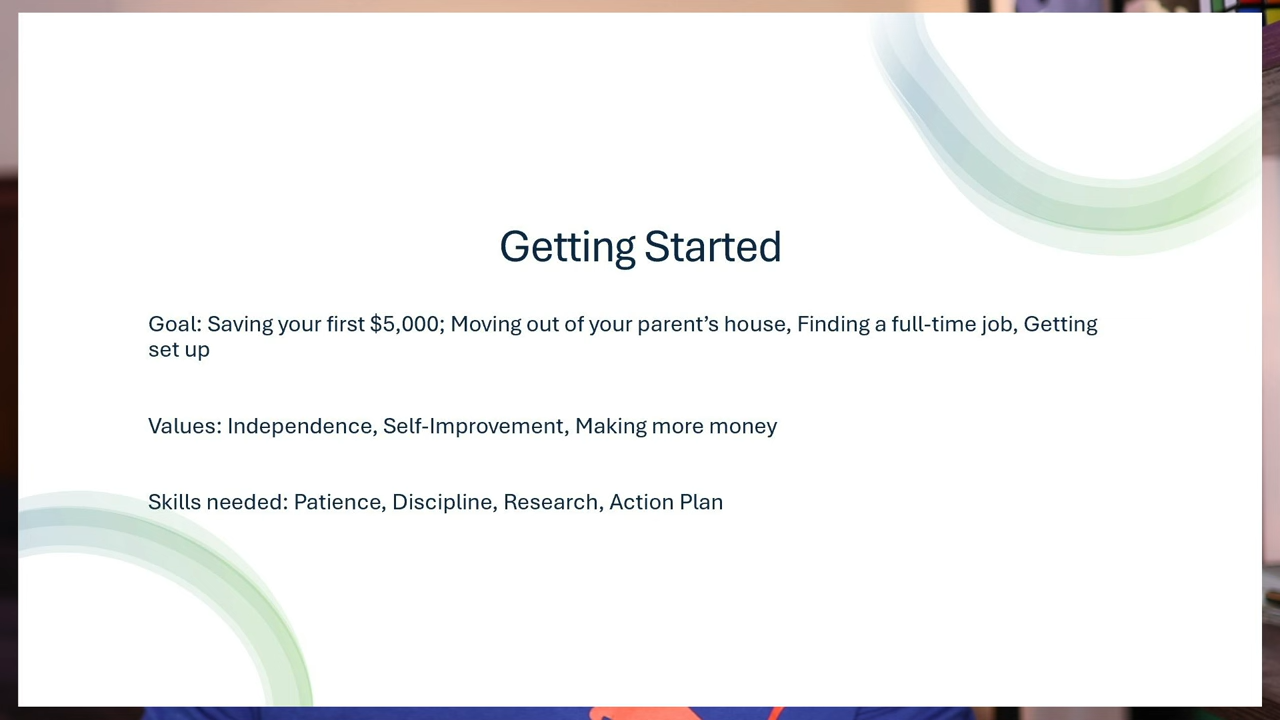 Getting Started
Goal: Saving your first $5,000; Moving out of your parent’s house, Finding a full-time job, Getting
set up
Values: Independence, Self-Improvement, Making more money
Skills needed: Patience, Discipline, Research, Action Plan